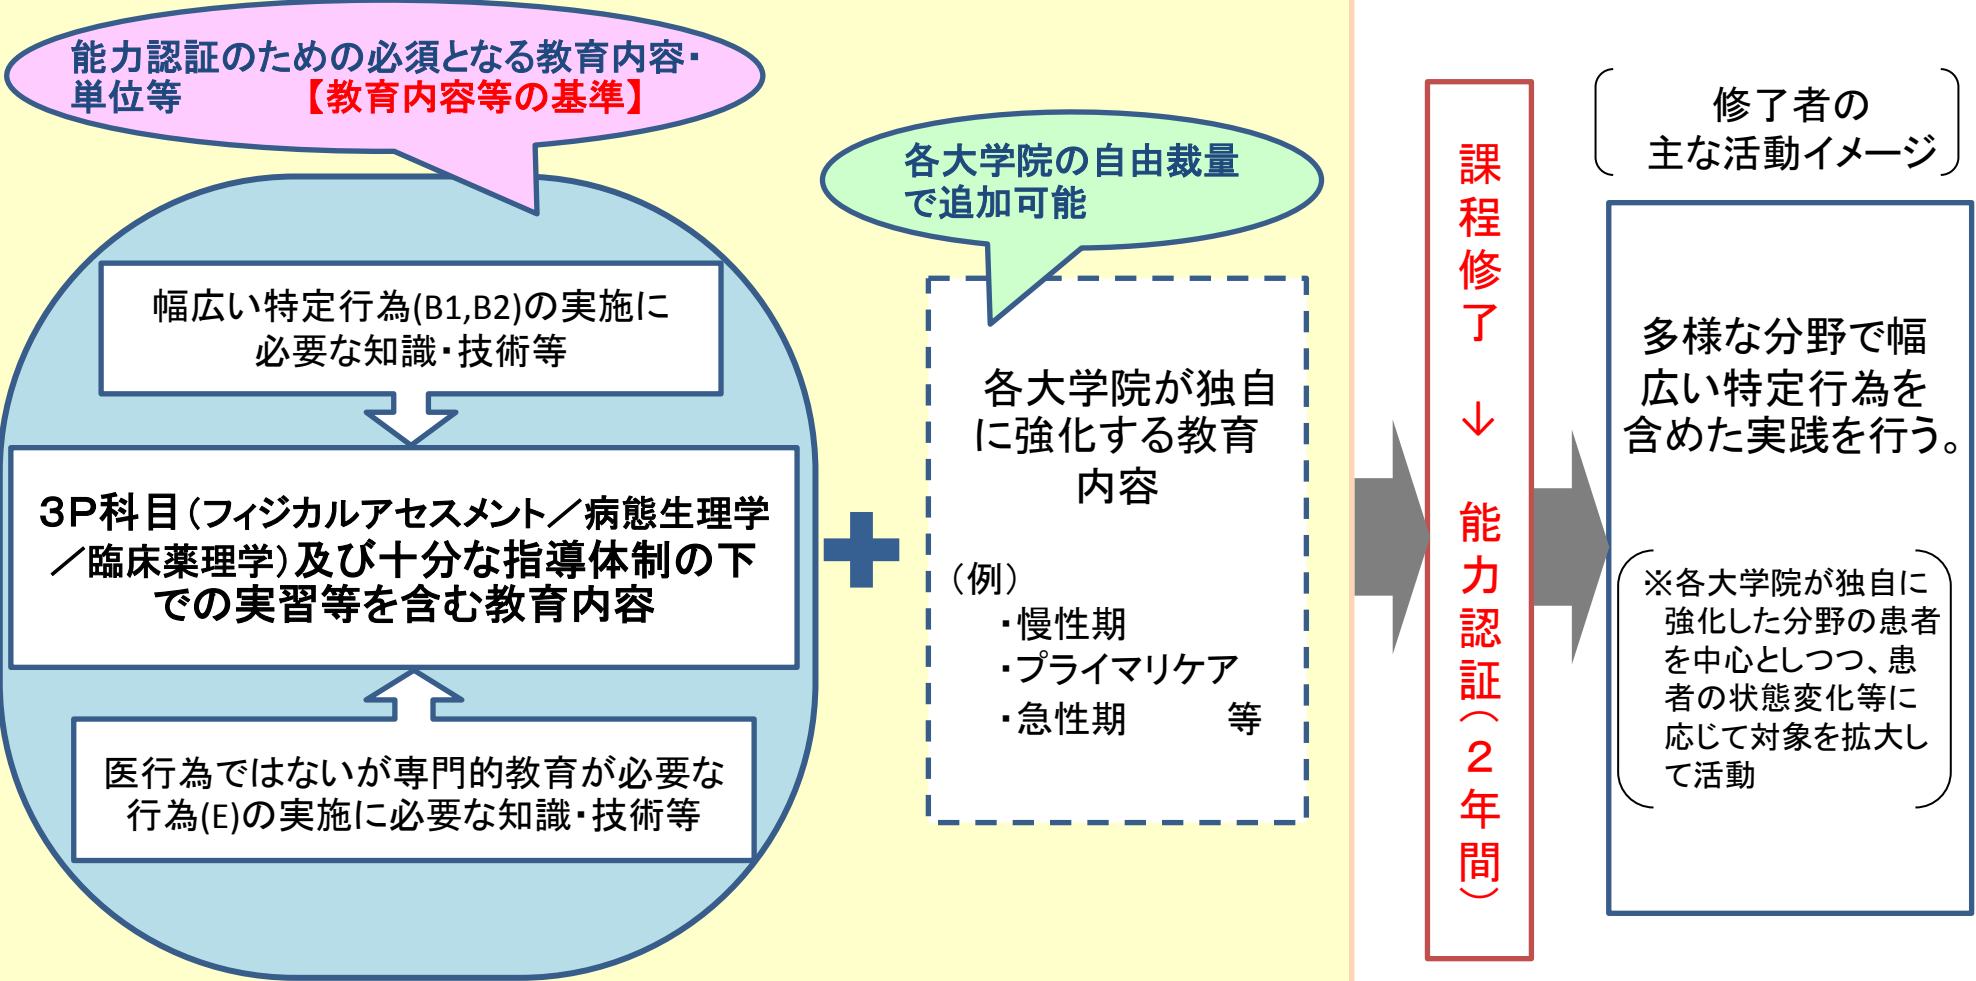 能力認証のための必須となる教育内容・
単位等　【教育内容等の基準】
幅広い特定行為(B1,B2)の実施に
必要な知識・技術等
3P科目(フィジカルアセスメント／病態生理学
／臨床薬理学)及び十分な指導体制の下
での実習等を含む教育内容
医行為ではないが専門的教育が必要な
行為(E)の実施に必要な知識・技術等
各大学院の自由裁量
で追加可能
各大学院が独自
に強化する教育
内容
（例）
・慢性期
・プライマリケア
・急性期　等
課程修了 ↓ 能力認証（２年間）
修了者の
主な活動イメージ
多様な分野で幅
広い特定行為を
含めた実践を行う。
※各大学院が独自に
強化した分野の患者
を中心としつつ、患
者の状態変化等に
応じて対象を拡大し
て活動